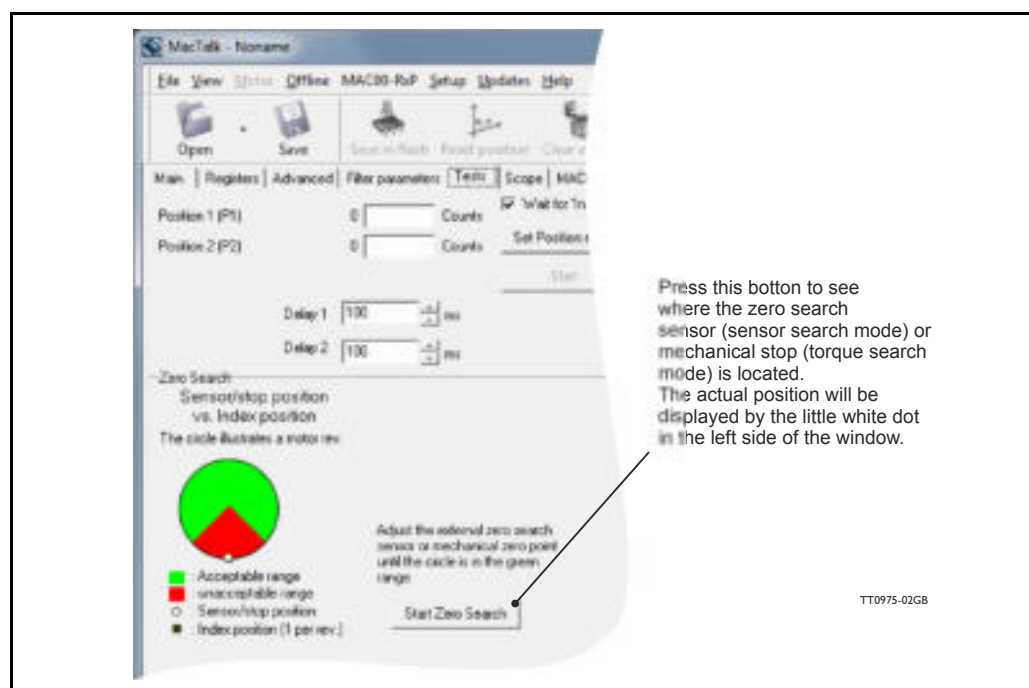 MacTalk - Noname
File View Motor Offline MAC00-RxP Setup Updates Help
Open Save Save in flash Reset position Clear
Main Registers Advanced Filter parameters Tests Scope MAC
Position 1 (P1) 0 Counts
Position 2 (P2) 0 Counts
'Wait for 'In
Set Position
Start
Delay 1 100 ms
Delay 2 100 ms
Zero Search
Sensor/stop position
vs. Index position
The circle illustrates a motor rev.
: Acceptable range
: unacceptable range
: Sensor/stop position
: Index position (1 per rev.)
Adjust the external zero search
sensor or mechanical zero point
until the circle is in the green
range
Start Zero Search
Press this botton to see
where the zero search
sensor (sensor search mode) or
mechanical stop (torque search
mode) is located.
The actual position will be
displayed by the little white dot
in the left side of the window.
TT0975-02GB